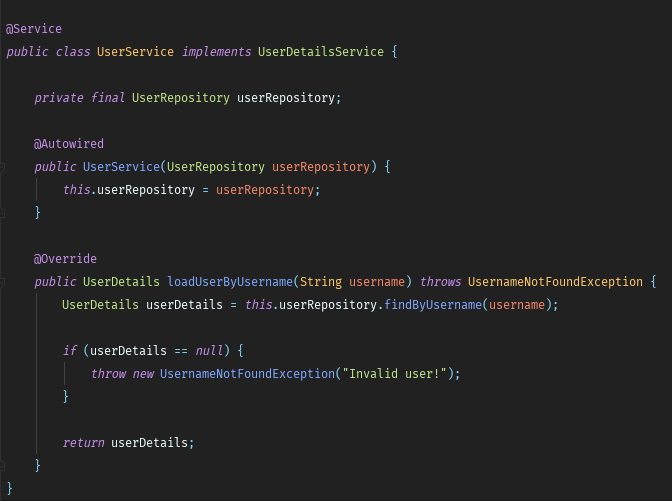 @Service
public class UserService implements UserDetailsService {
private final UserRepository userRepository;
@Autowired
public UserService(UserRepository userRepository) {
this.userRepository = userRepository;
}
@Override
public UserDetails loadUserByUsername(String username) throws UsernameNotFoundException {
UserDetails userDetails = this.userRepository.findByUsername(username);
if (userDetails == null) {
throw new UsernameNotFoundException("Invalid user!");
}
return userDetails;
}
}